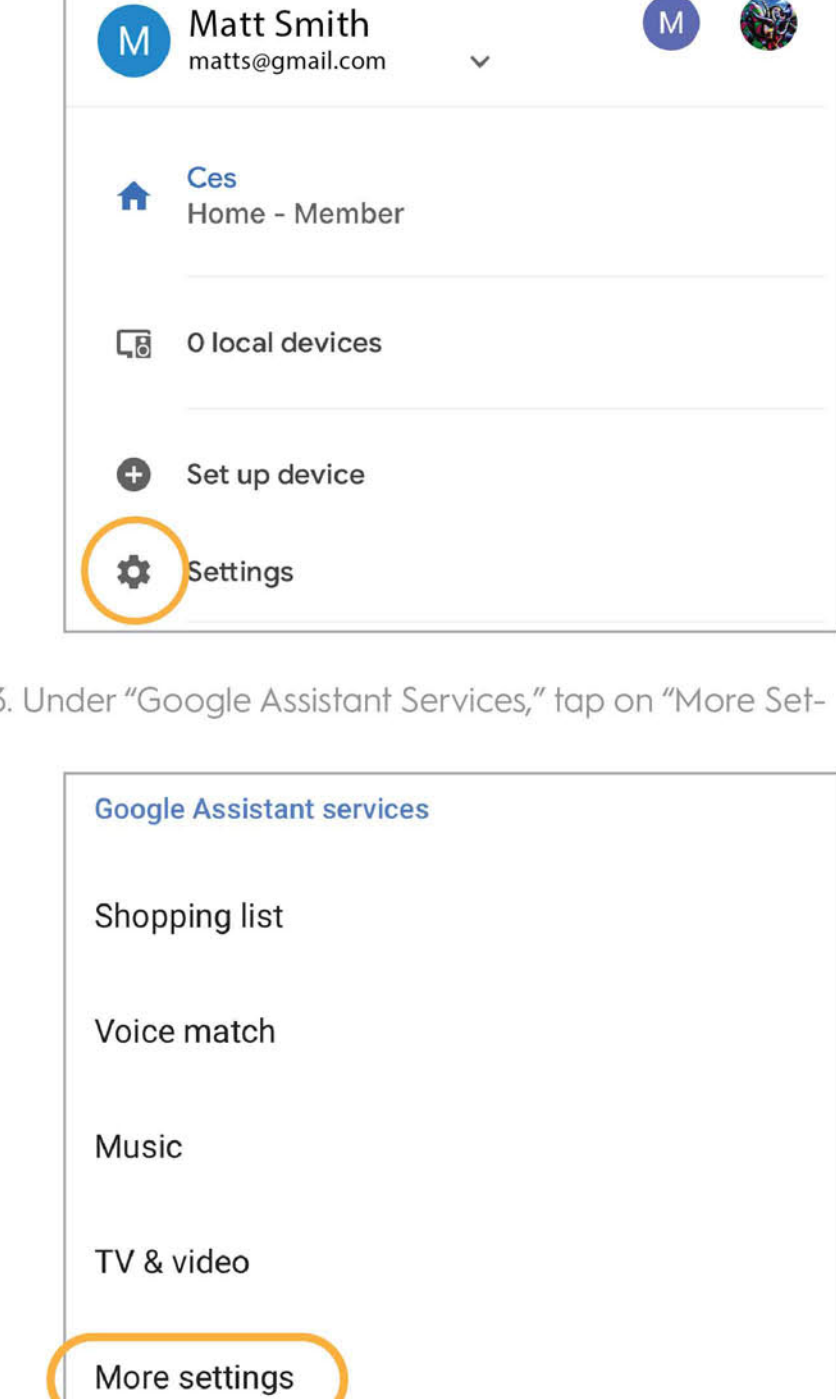 M
Matt Smith
M
matts@gmail.com
Ces
Home - Member
0 local devices
Set up device
Settings
3. Under “Google Assistant Services,” tap on “More Set-
Google Assistant services
Shopping list
Voice match
Music
TV & video
More settings